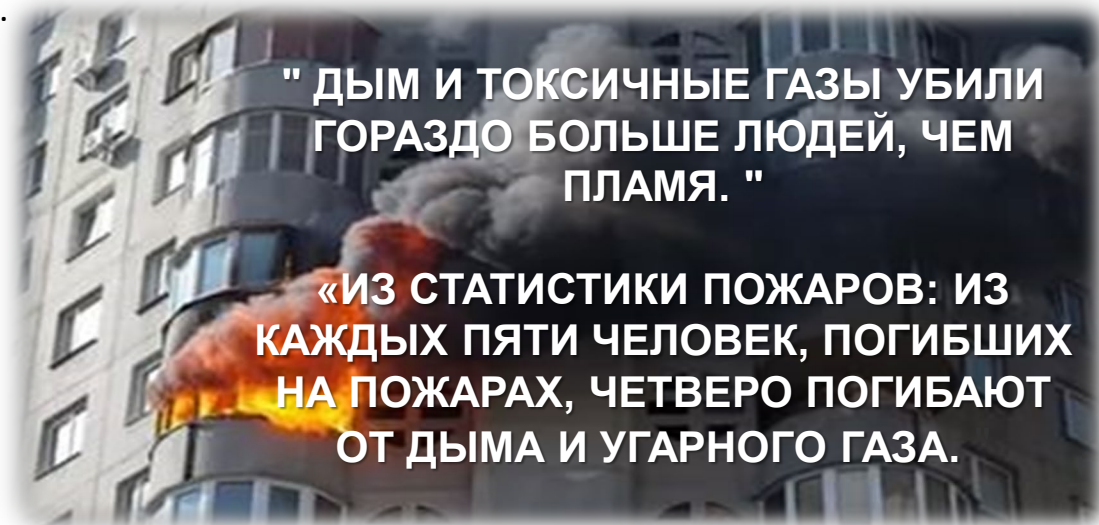 .
" ДЫМ И ТОКСИЧНЫЕ ГАЗЫ УБИЛИ
ГОРАЗДО БОЛЬШЕ ЛЮДЕЙ, ЧЕМ
ПЛАМЯ. "
«ИЗ СТАТИСТИКИ ПОЖАРОВ: ИЗ
КАЖДЫХ ПЯТИ ЧЕЛОВЕК, ПОГИБШИХ
НА ПОЖАРАХ, ЧЕТВЕРО ПОГИБАЮТ
ОТ ДЫМА И УГАРНОГО ГАЗА.